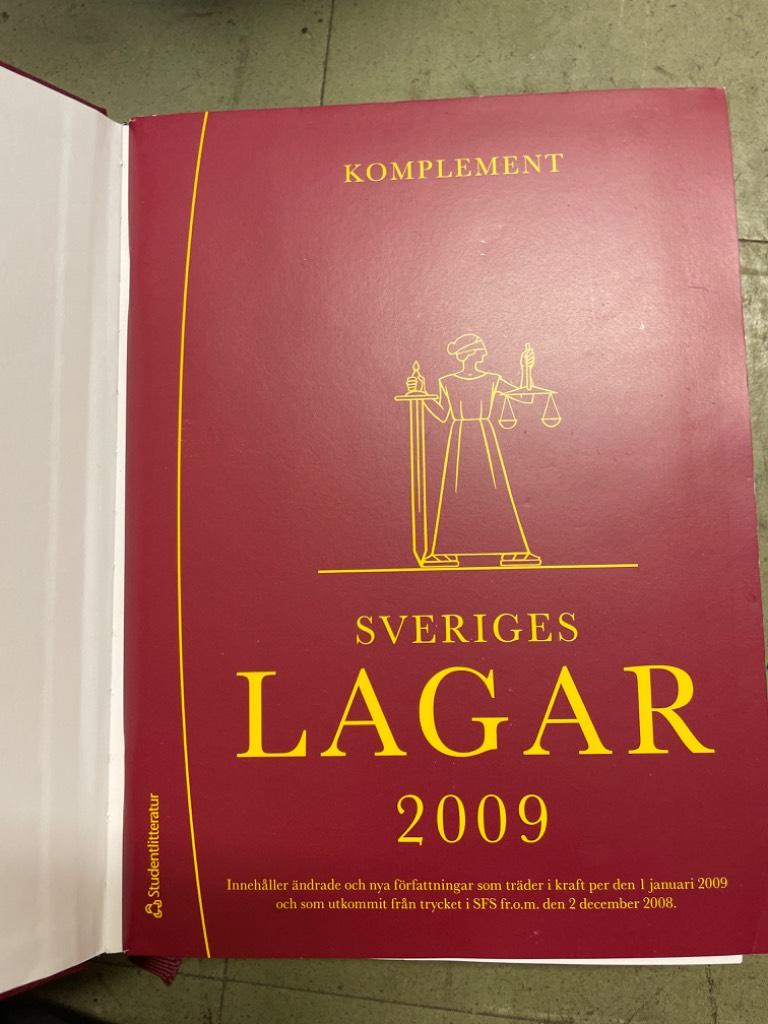 KOMPLEMENT
SVERIGES
LAGAR
2009
Innehåller ändrade och nya författningar som träder i kraft per den 1 januari 2009
och som utkommit från trycket i SFS fr.o.m. den 2 december 2008.
Studentlitteratur